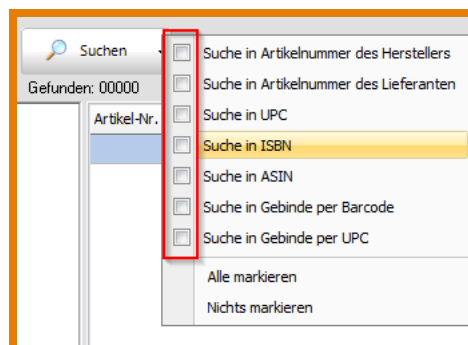 Suchen
Suche in Artikelnummer des Herstellers
Gefunden: 00000
Suche in Artikelnummer des Lieferanten
Artikel-Nr.
Suche in UPC
Suche in ISBN
Suche in ASIN
Suche in Gebinde per Barcode
Suche in Gebinde per UPC
Alle markieren
Nichts markieren